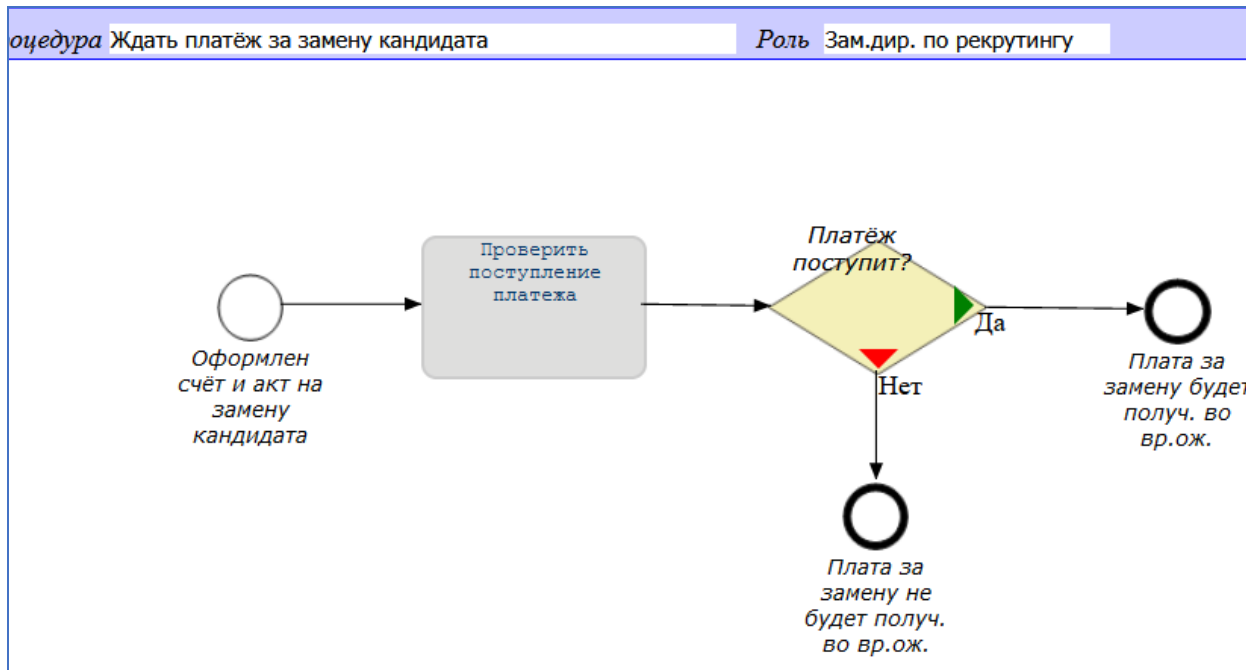 оцедура Ждать платёж за замену кандидата Роль Зам.дир. по рекрутингу
Проверить
поступление
платежа
Платёж
поступит?
Да
Нет
Оформлен
счёт и акт на
замену
кандидата
Плата за
замену будет
получ. во
вр.ож.
Плата за
замену не
будет получ.
во вр.ож.